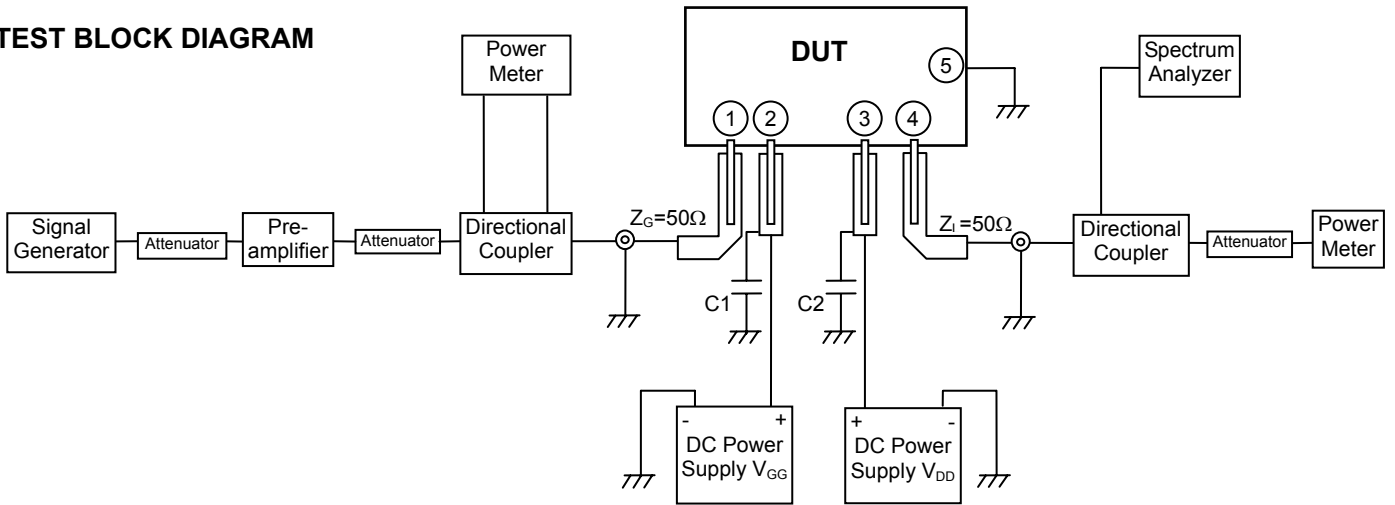 TEST BLOCK DIAGRAM
Power
Meter
DUT
5
Spectrum
Analyzer
1
2
3
4
Signal
Generator
Attenuator
Pre-
amplifier
Attenuator
Directional
Coupler
ZG=50Ω
ZL=50Ω
Directional
Coupler
Attenuator
Power
Meter
C1
C2
- +
DC Power
Supply VGG
+ -
DC Power
Supply VDD